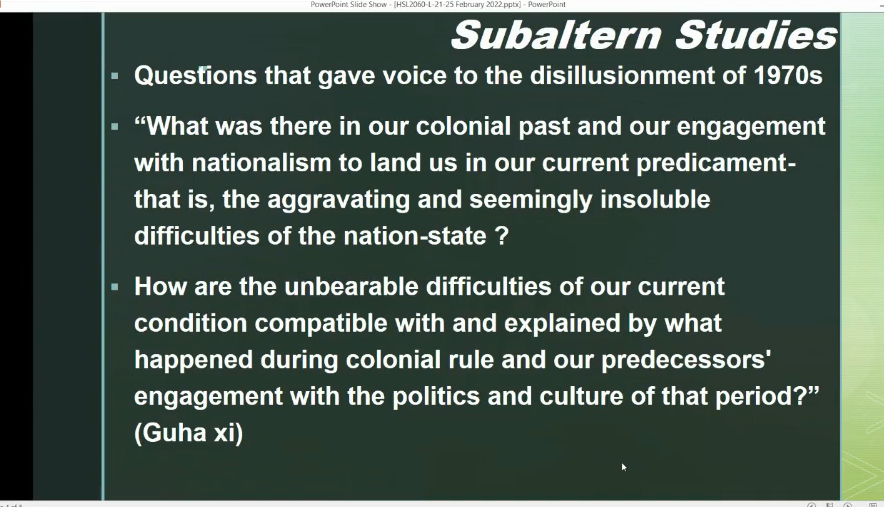 PowerPoint Slide Show - [HSL2060-L-21-25 February 2022.pptx] - PowerPoint
Subaltern Studies
Questions that gave voice to the disillusionment of 1970s
“What was there in our colonial past and our engagement
with nationalism to land us in our current predicament-
that is, the aggravating and seemingly insoluble
difficulties of the nation-state ?
How are the unbearable difficulties of our current
condition compatible with and explained by what
happened during colonial rule and our predecessors'
engagement with the politics and culture of that period?”
(Guha xi)